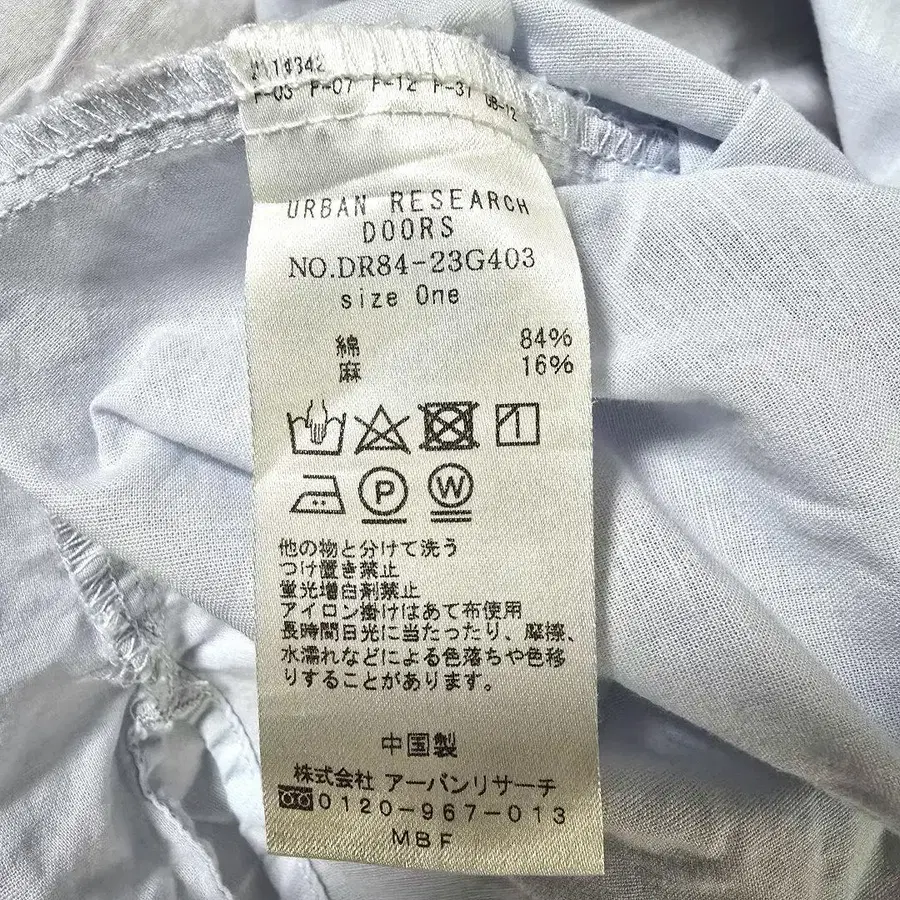 14342
F-03 F-07 F-12 F-31 GB-12
URBAN RESEARCH
DOORS
NO.DR84-23G403
size One
綿 84%
麻 16%
P W
他の物と分けて洗う
つけ置き禁止
蛍光増白剤禁止
アイロン掛けはあて布使用
長時間日光に当たったり、摩擦、
水濡れなどによる色落ちや色移
りすることがあります。
中国製
株式会社 アーバンリサーチ
0120-967-013
MBF